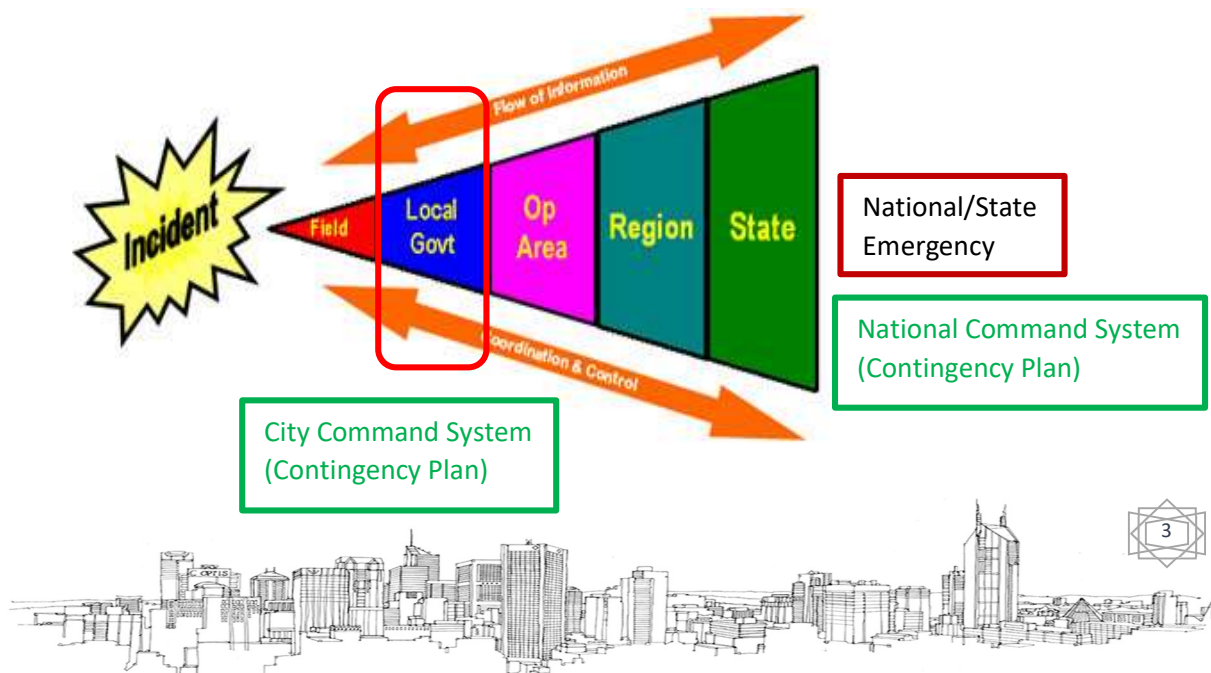 Flow of Information
Incident
Field
Local
Govt
Op
Area
Region
State
Coordination & Control
National/State
Emergency
National Command System
(Contingency Plan)
City Command System
(Contingency Plan)
3